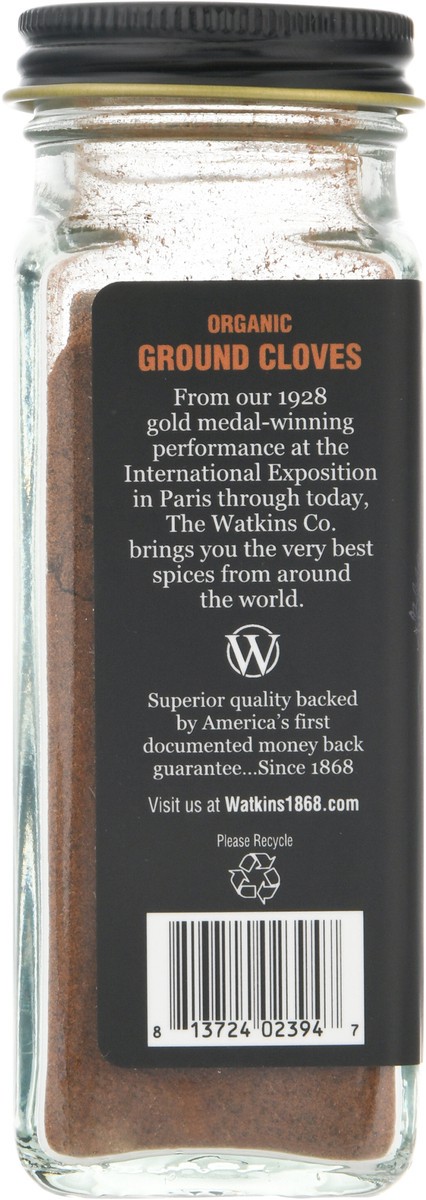 ORGANIC
GROUND CLOVES
From our 1928
gold medal-winning
performance at the
International Exposition
in Paris through today,
The Watkins Co.
brings you the very best
spices from around
the world.
W
Superior quality backed
by America's first
documented money back
guarantee...Since 1868
Visit us at Watkins1868.com
Please Recycle
8 13724 02394 7